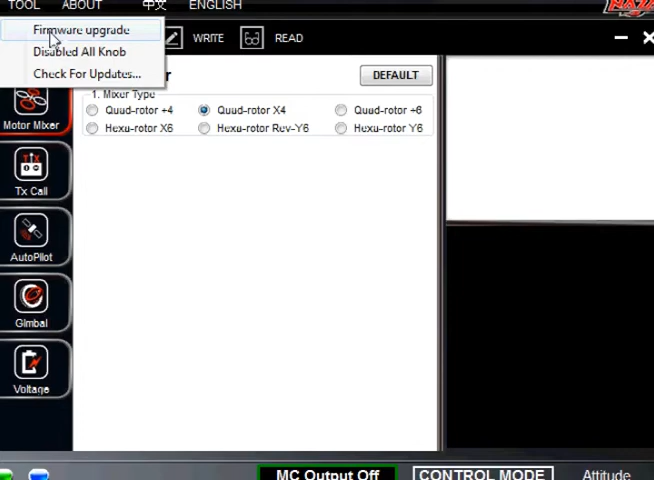 TOOL ABOUT 中文 ENGLISH
NAZA
Firmware upgrade
WRITE READ
Disabled All Knob
Check For Updates...
DEFAULT
Motor Mixer
1. Mixer Type
Quad-rotor +4 Quad-rotor X4 Quad-rotor +6
Hexa-rotor X6 Hexa-rotor Rev-Y6 Hexa-rotor Y6
Tx Call
AutoPilot
Gimbal
Voltage
MC Output Off CONTROL MODE Attitude